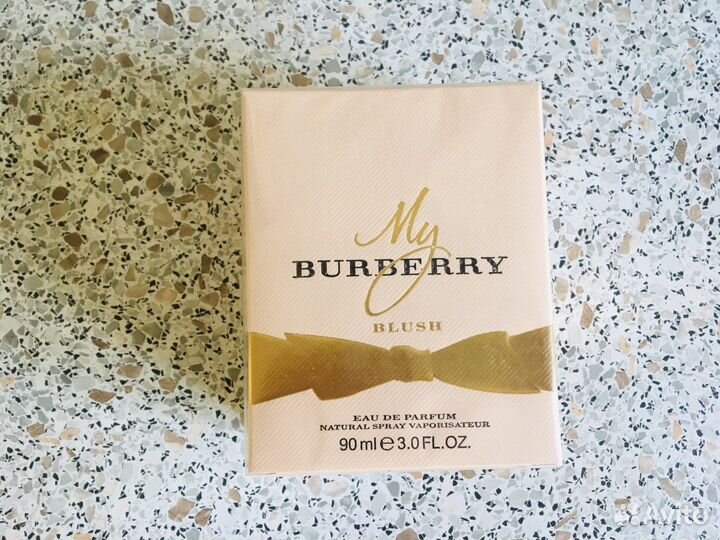 My
BURBERRY
BLUSH
EAU DE PARFUM
NATURAL SPRAY VAPORISATEUR
90 ml ℮ 3.0 FL.OZ.
Avito